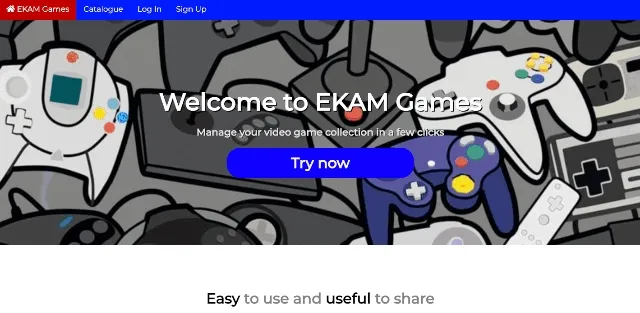 EKAM Games Catalogue Log In Sign Up
Welcome to EKAM Games
Manage your video game collection in a few clicks
Try now
Easy to use and useful to share